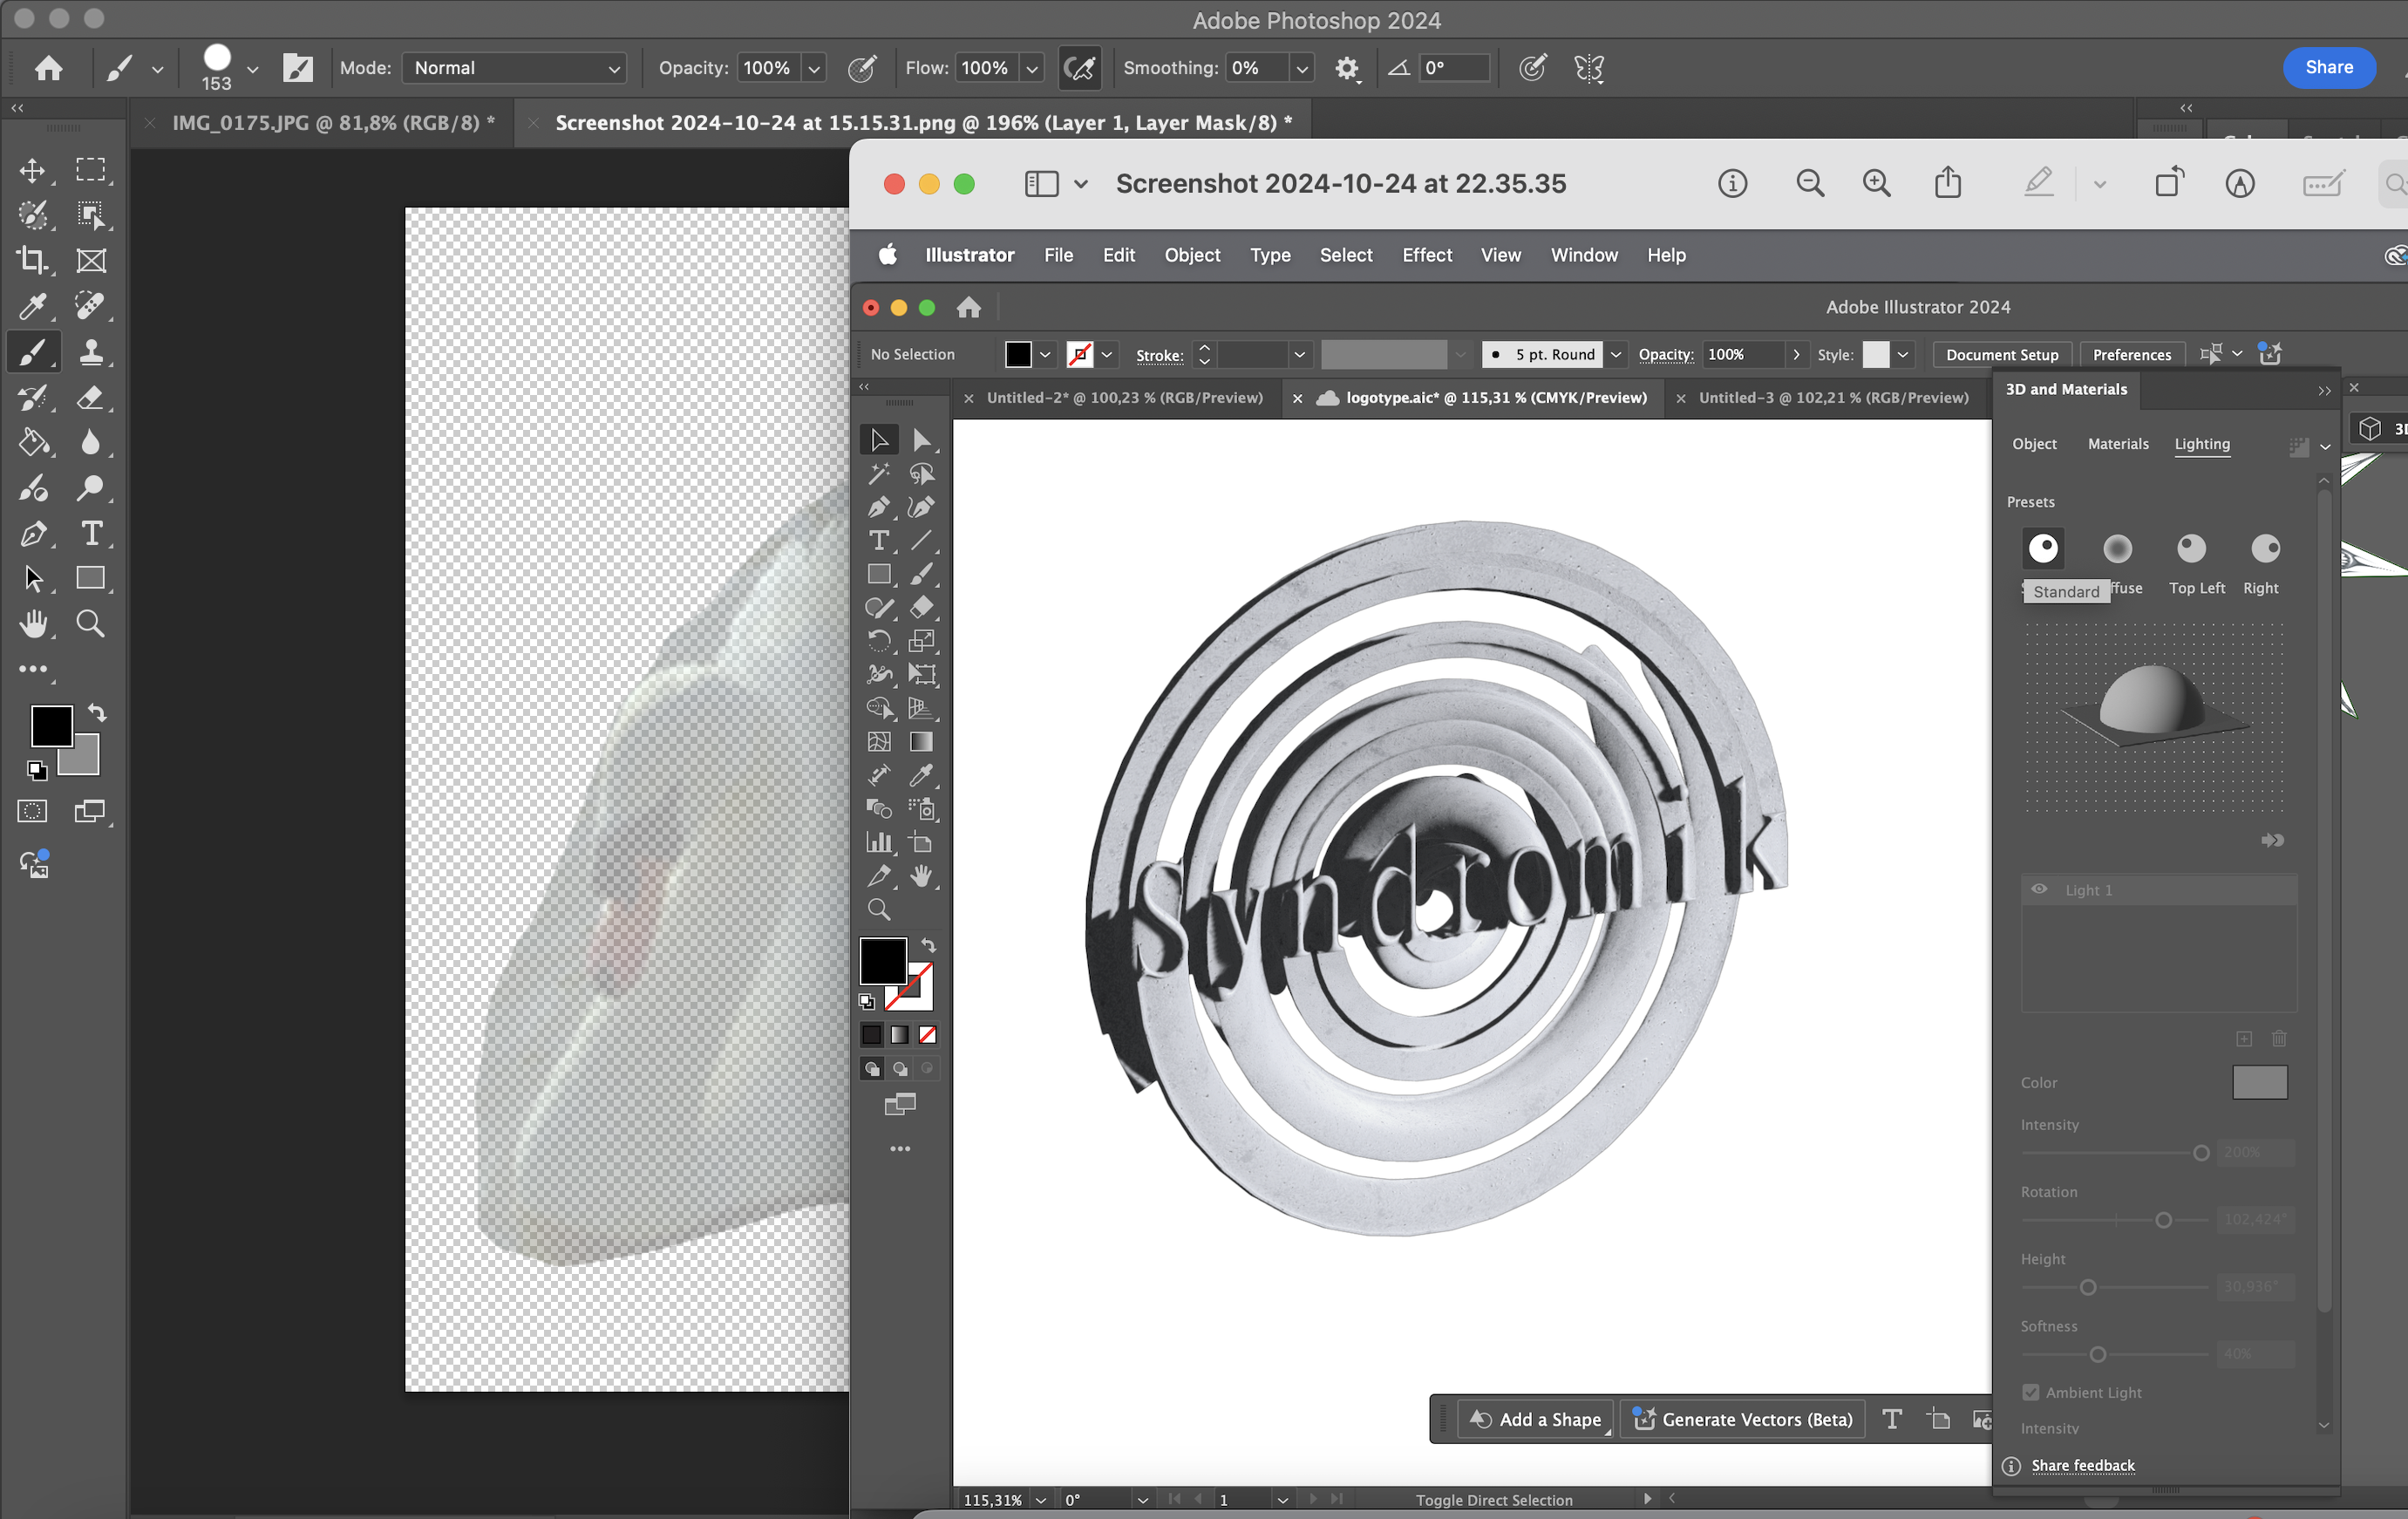 Adobe Photoshop 2024
153
Mode: Normal
Opacity: 100%
Flow: 100%
Smoothing: 0%
0°
Share
IMG_0175.JPG @ 81,8% (RGB/8) *
Screenshot 2024-10-24 at 15.15.31.png @ 196% (Layer 1, Layer Mask/8) *
Screenshot 2024-10-24 at 22.35.35
Illustrator File Edit Object Type Select Effect View Window Help
Adobe Illustrator 2024
No Selection
Stroke:
5 pt. Round
Opacity: 100%
Style:
Document Setup
Preferences
Untitled-2* @ 100,23 % (RGB/Preview)
logotype.aic* @ 115,31 % (CMYK/Preview)
Untitled-3 @ 102,21 % (RGB/Preview)
3D and Materials
Object Materials Lighting
Presets
Top Left Right
Standard
Syndromik
Light 1
Color
Intensity
200%
Rotation
102,424°
Height
30,936°
Softness
40%
Ambient Light
Intensity
Add a Shape
Generate Vectors (Beta)
Share feedback
115,31% 0° 1 Toggle Direct Selection